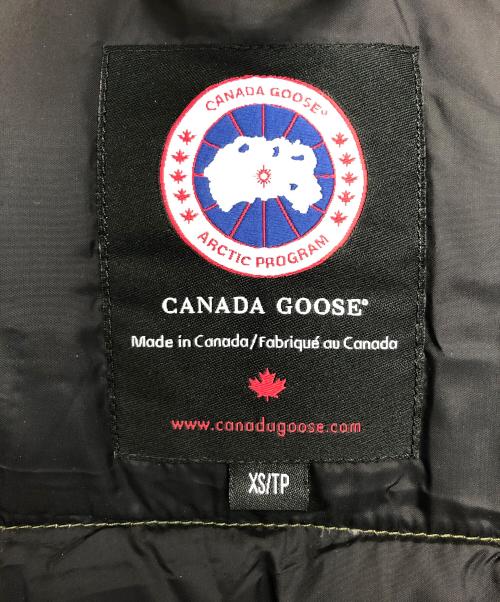 CANADA GOOSE®
ARCTIC PROGRAM
CANADA GOOSE®
Made in Canada/Fabriqué au Canada
www.canadagoose.com
XS/TP